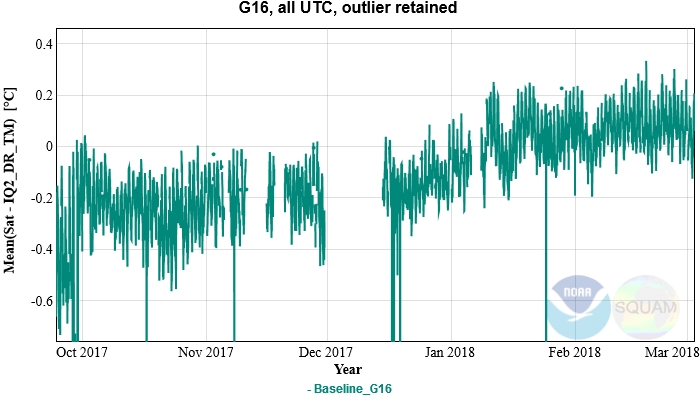 G16, all UTC, outlier retained
Mean(Sat - IQ2_DR_TM) [°C]
0.4
0.2
0
-0.2
-0.4
-0.6
NOAA
SQUAM
Oct 2017
Nov 2017
Dec 2017
Jan 2018
Feb 2018
Mar 2018
Year
- Baseline_G16